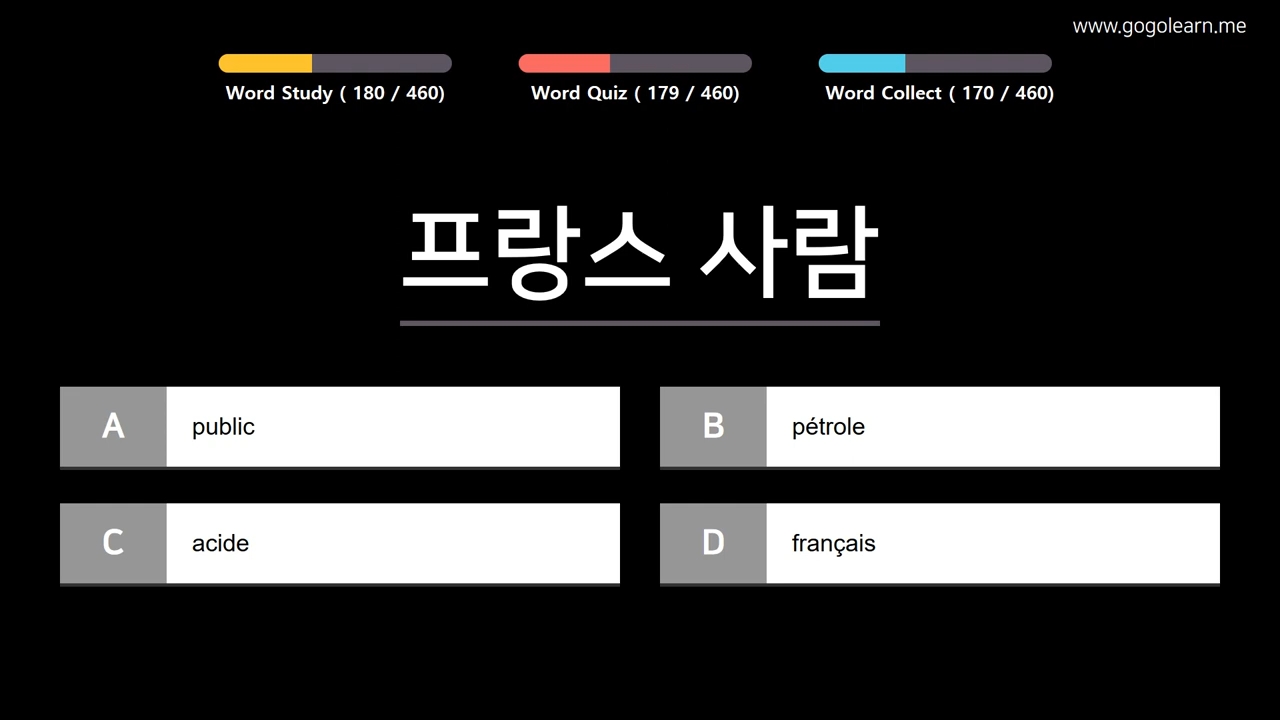 www.gogolearn.me
Word Study ( 180 / 460)
Word Quiz ( 179 / 460)
Word Collect ( 170 / 460)
프랑스 사람
A public
B pétrole
C acide
D français